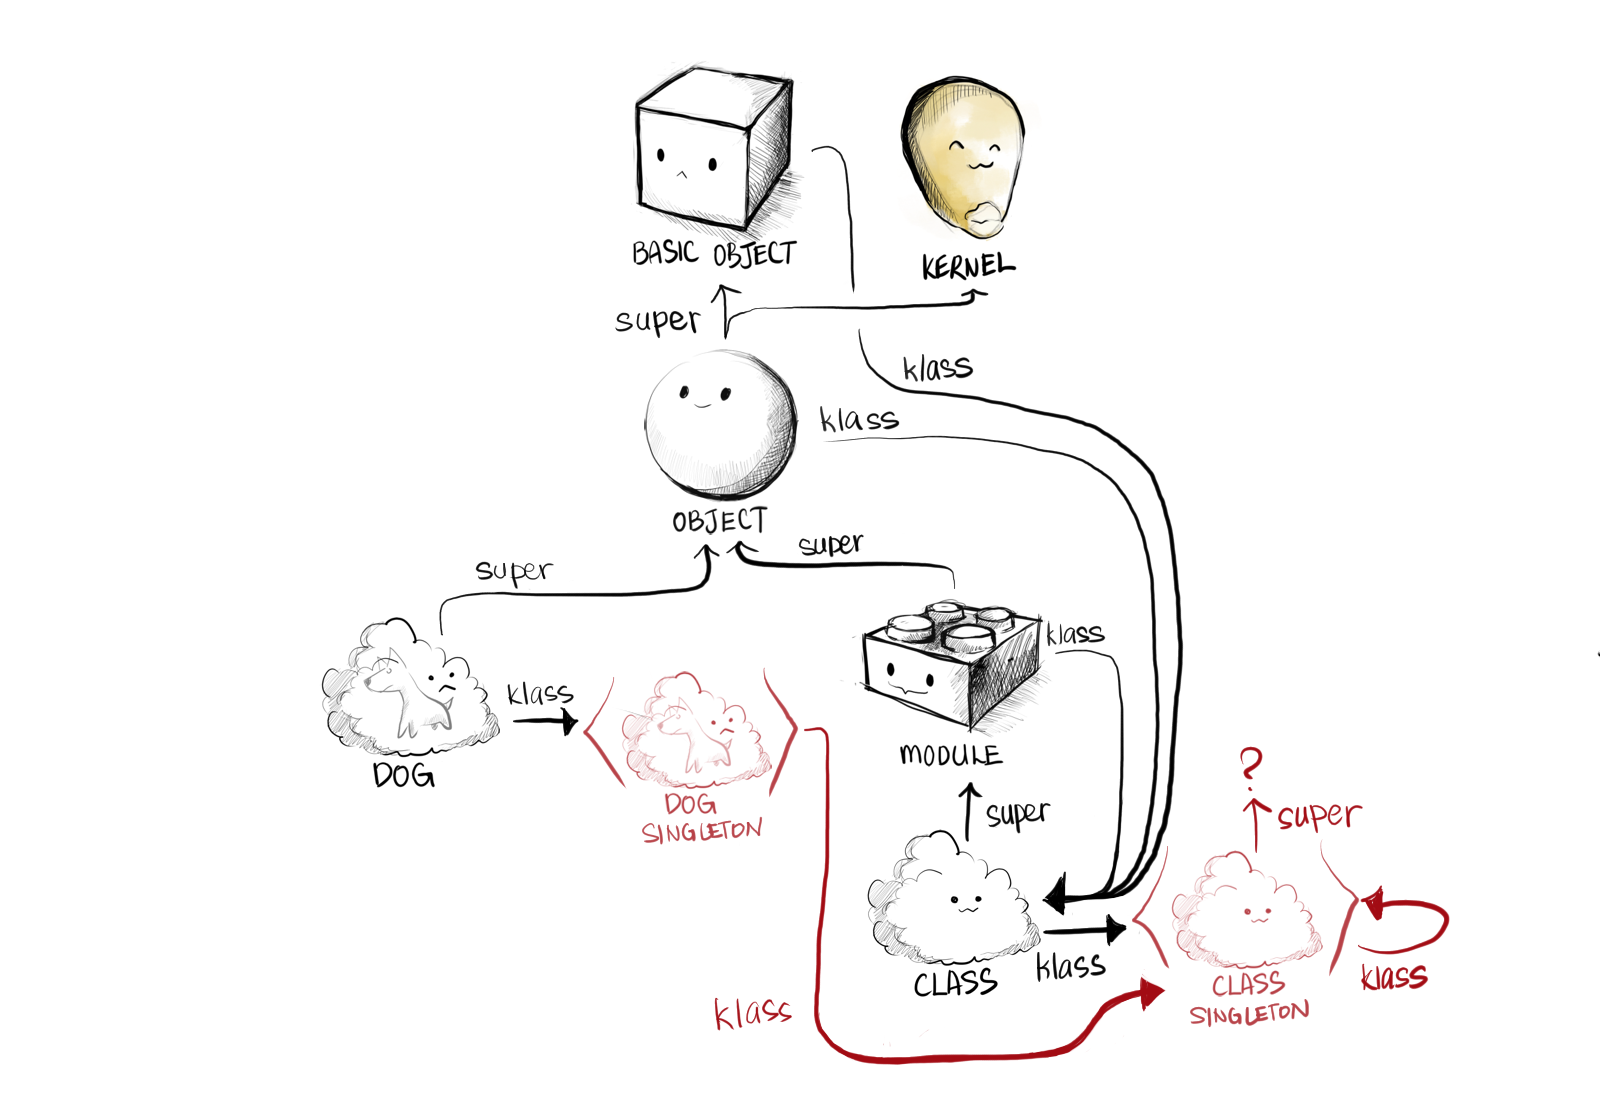 BASIC OBJECT
KERNEL
super
klass
klass
OBJECT
super
super
klass
klass
DOG
MODULE
DOG
SINGLETON
?
super
super
klass
CLASS
klass
CLASS
SINGLETON
klass